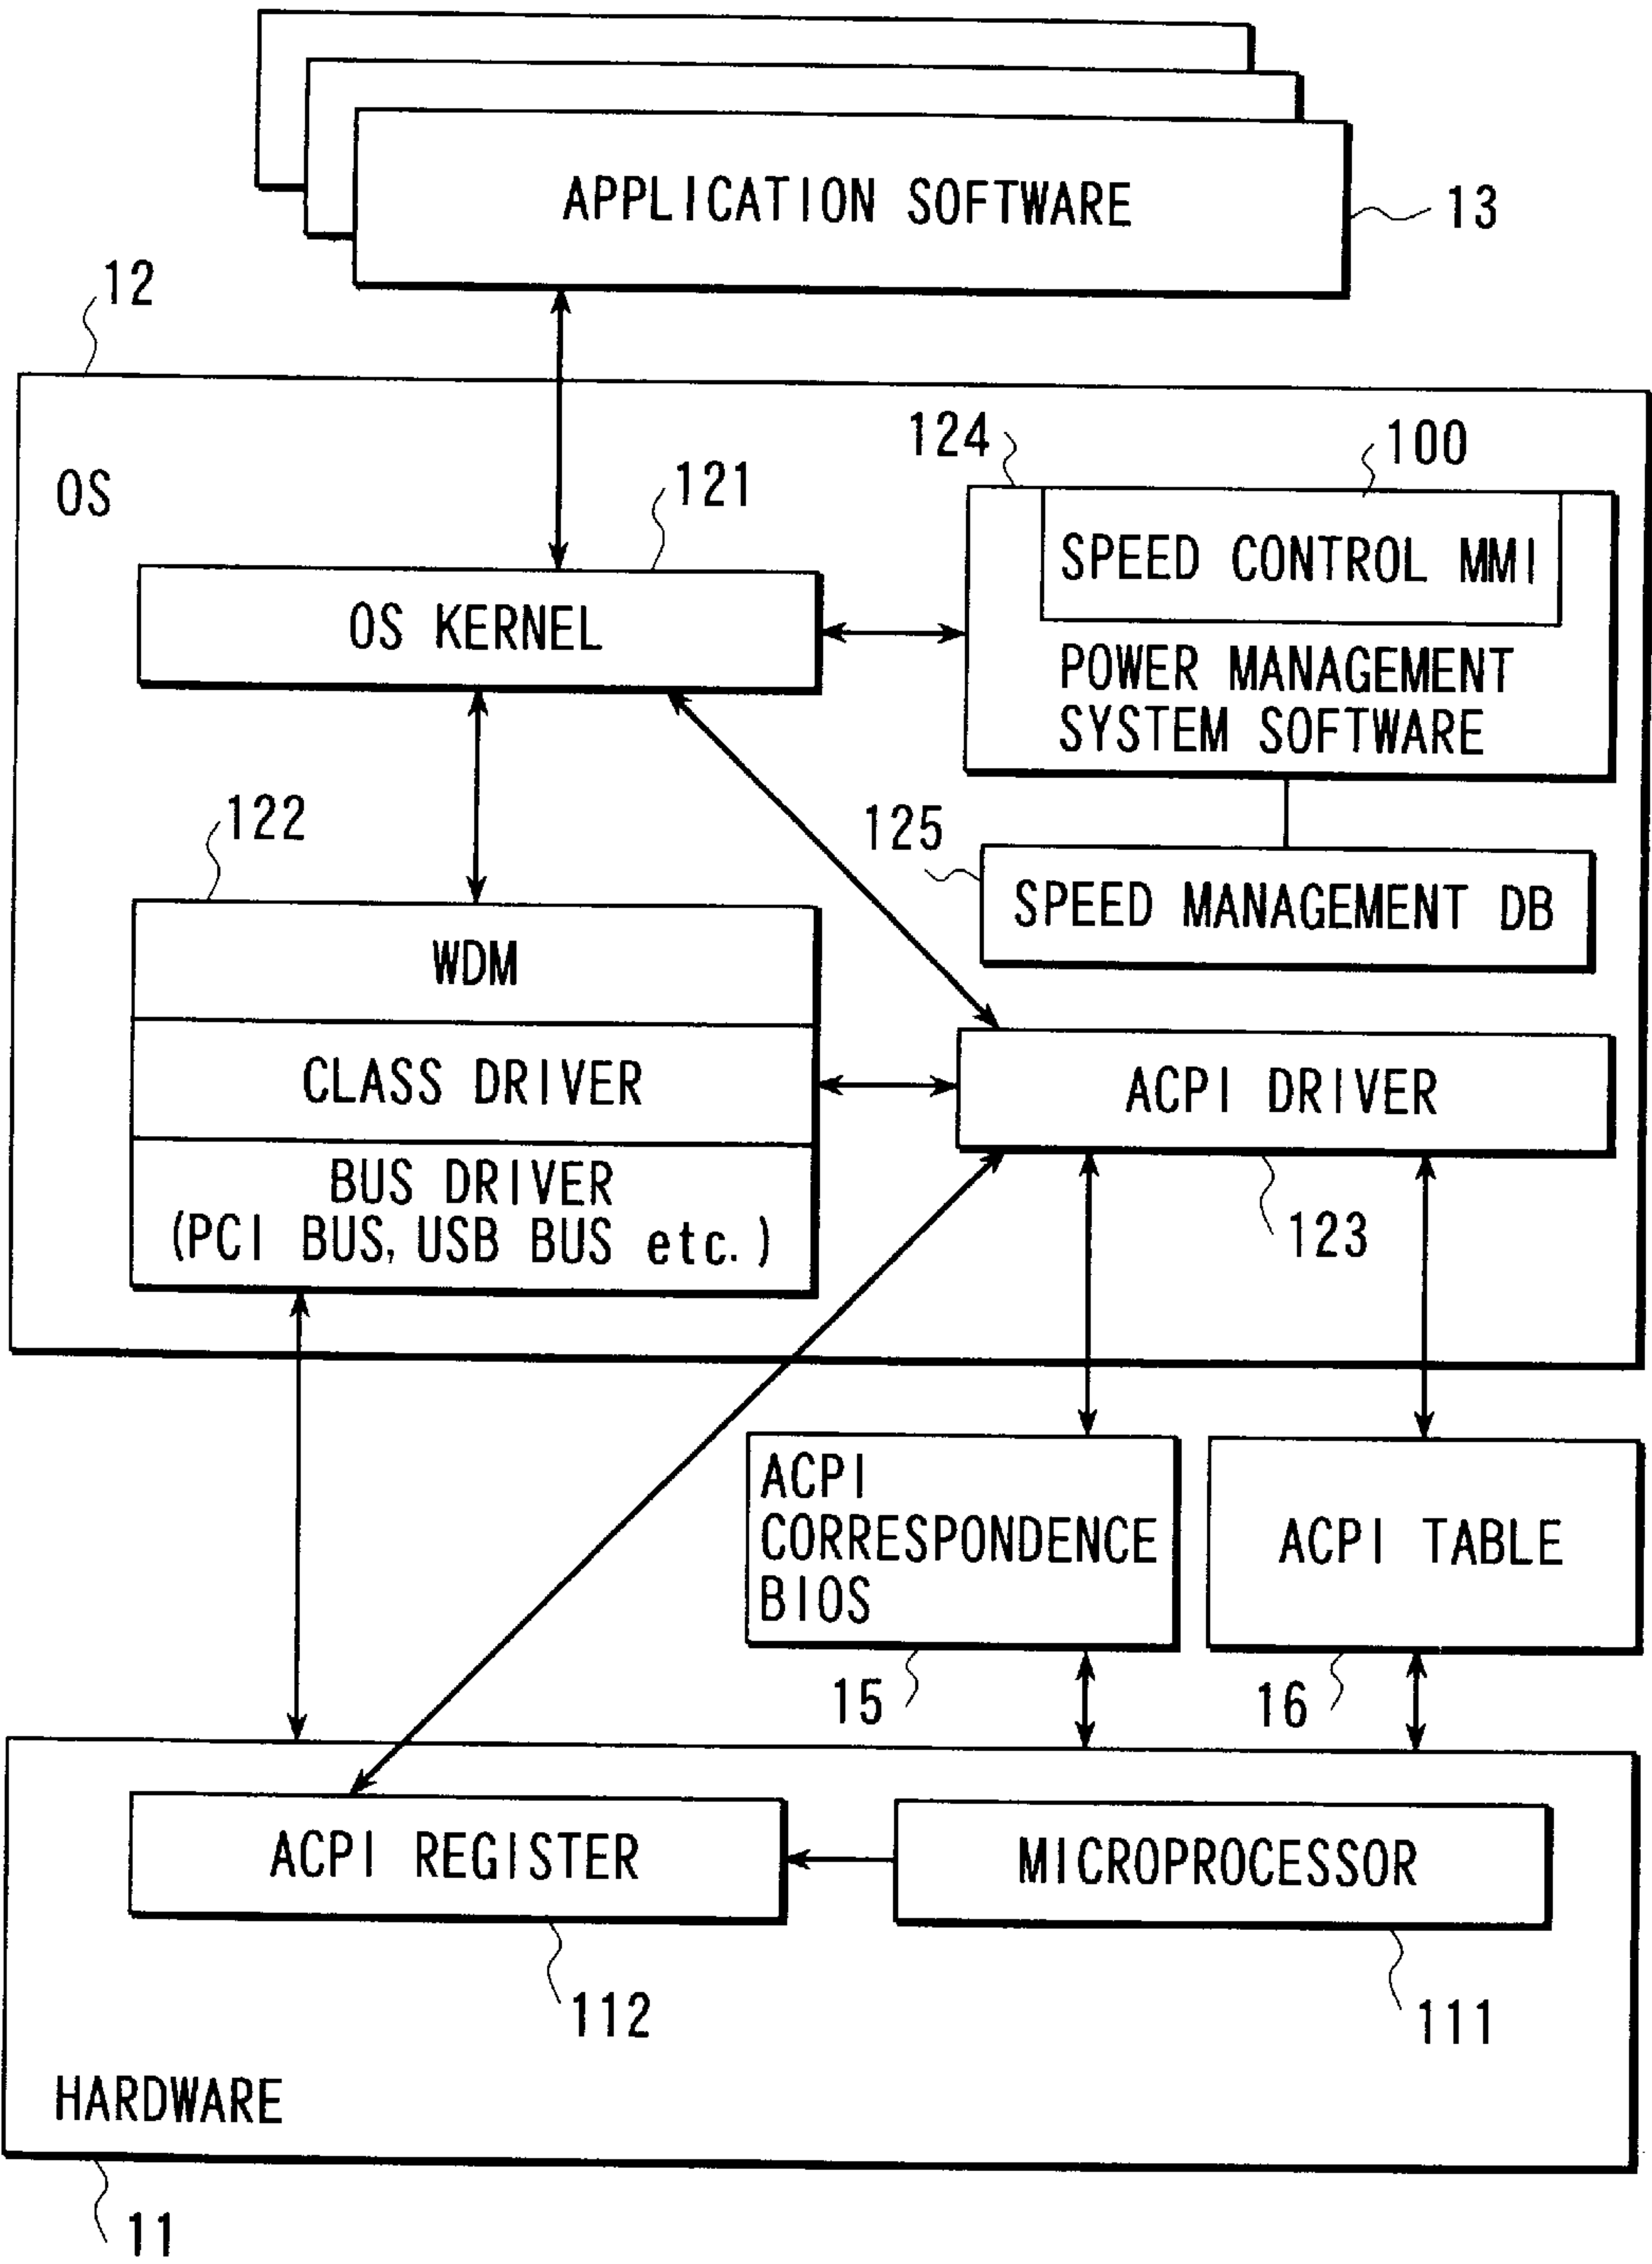 APPLICATION SOFTWARE
13
12
OS
124
100
121
SPEED CONTROL MMI
OS KERNEL
POWER MANAGEMENT
SYSTEM SOFTWARE
122
125
SPEED MANAGEMENT DB
WDM
CLASS DRIVER
ACPI DRIVER
BUS DRIVER
(PCI BUS, USB BUS etc.)
123
ACPI
CORRESPONDENCE
BIOS
ACPI TABLE
15
16
ACPI REGISTER
MICROPROCESSOR
112
111
HARDWARE
11